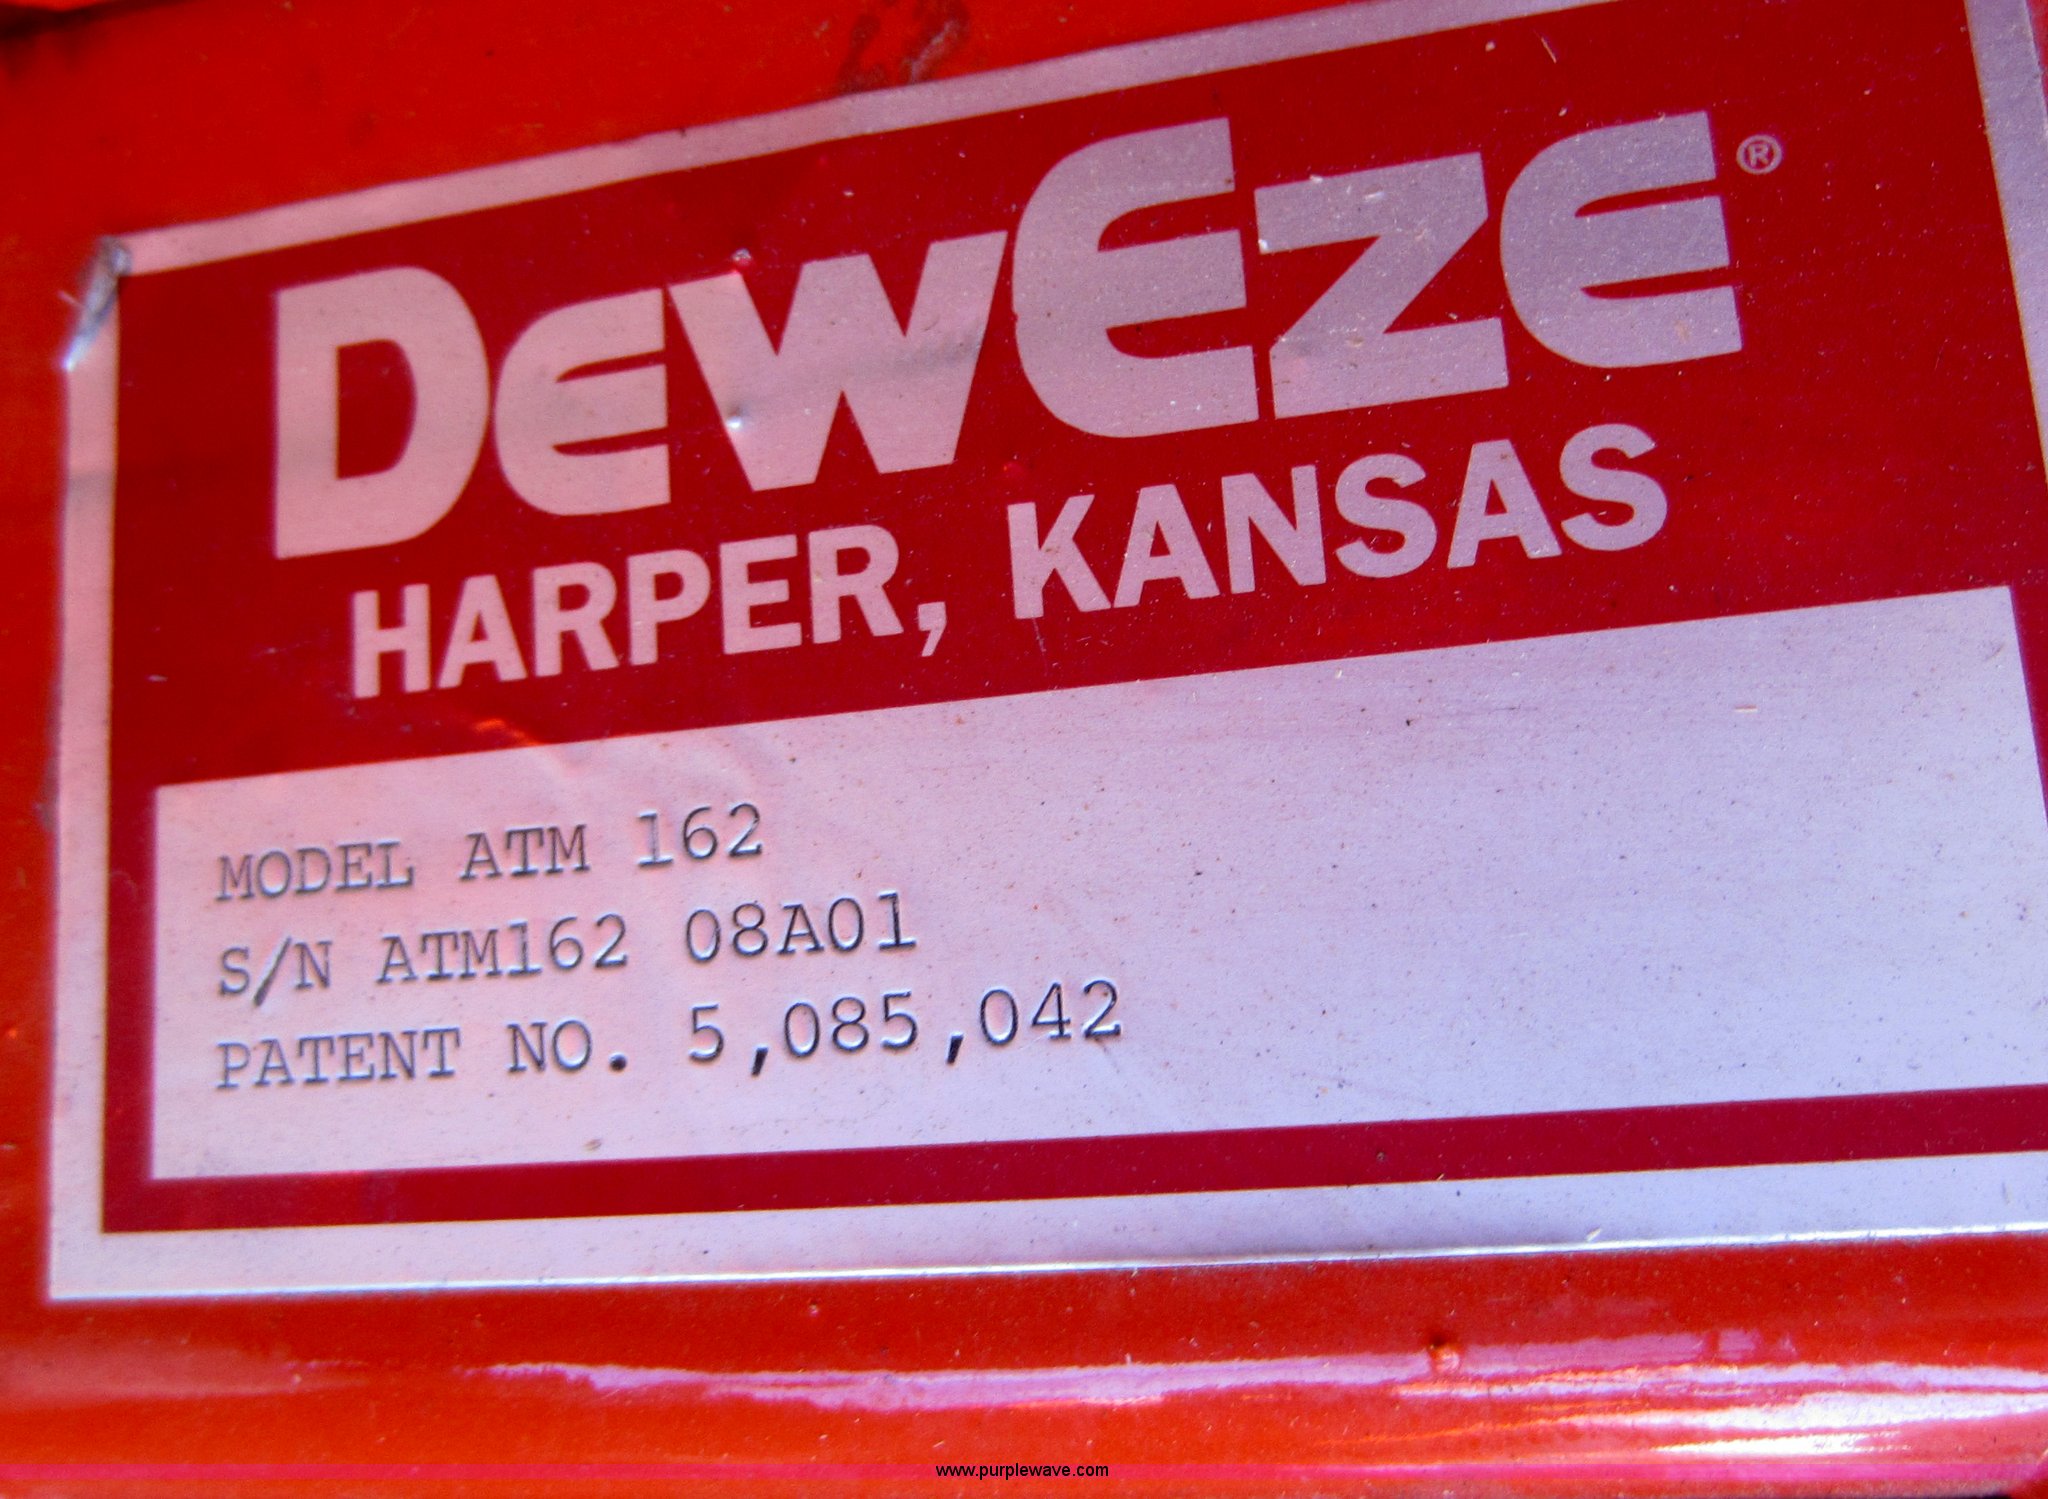 DewEze®
HARPER, KANSAS
MODEL ATM 162
S/N ATM162 08A01
PATENT NO. 5,085,042
www.purplewave.com